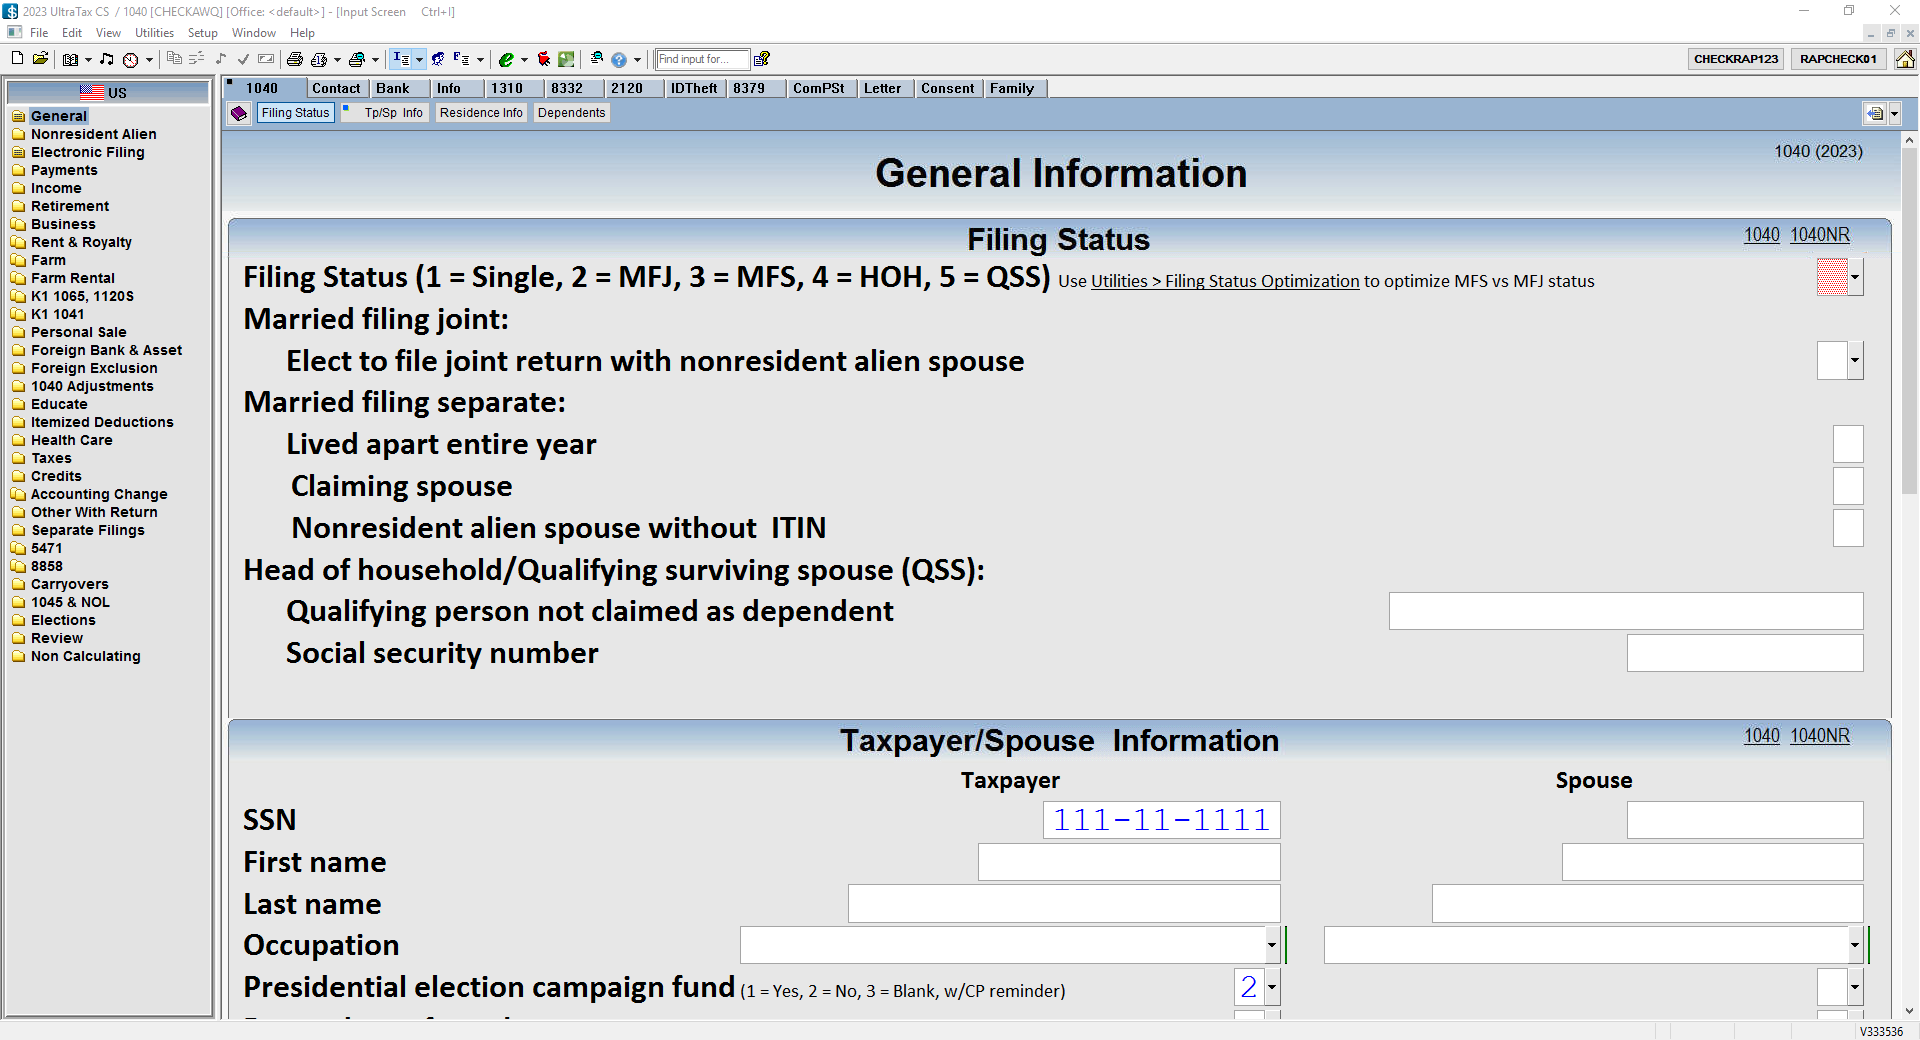 2023 UltraTax CS / 1040 [CHECKAWQ] [Office: <default>] - [Input Screen Ctrl+I]
File Edit View Utilities Setup Window Help
Find input for... CHECKRAP123 RAPCHECK01
US
General
Nonresident Alien
Electronic Filing
Payments
Income
Retirement
Business
Rent & Royalty
Farm
Farm Rental
K1 1065, 1120S
K1 1041
Personal Sale
Foreign Bank & Asset
Foreign Exclusion
1040 Adjustments
Educate
Itemized Deductions
Health Care
Taxes
Credits
Accounting Change
Other With Return
Separate Filings
5471
8858
Carryovers
1045 & NOL
Elections
Review
Non Calculating
1040 Contact Bank Info 1310 8332 2120 IDTheft 8379 ComPSt Letter Consent Family
Filing Status Tp/Sp Info Residence Info Dependents
1040 (2023)
General Information
Filing Status 1040 1040NR
Filing Status (1 = Single, 2 = MFJ, 3 = MFS, 4 = HOH, 5 = QSS) Use Utilities > Filing Status Optimization to optimize MFS vs MFJ status
Married filing joint:
Elect to file joint return with nonresident alien spouse
Married filing separate:
Lived apart entire year
Claiming spouse
Nonresident alien spouse without ITIN
Head of household/Qualifying surviving spouse (QSS):
Qualifying person not claimed as dependent
Social security number
Taxpayer/Spouse Information 1040 1040NR
Taxpayer Spouse
SSN 111-11-1111
First name
Last name
Occupation
Presidential election campaign fund (1 = Yes, 2 = No, 3 = Blank, w/CP reminder) 2
V333536